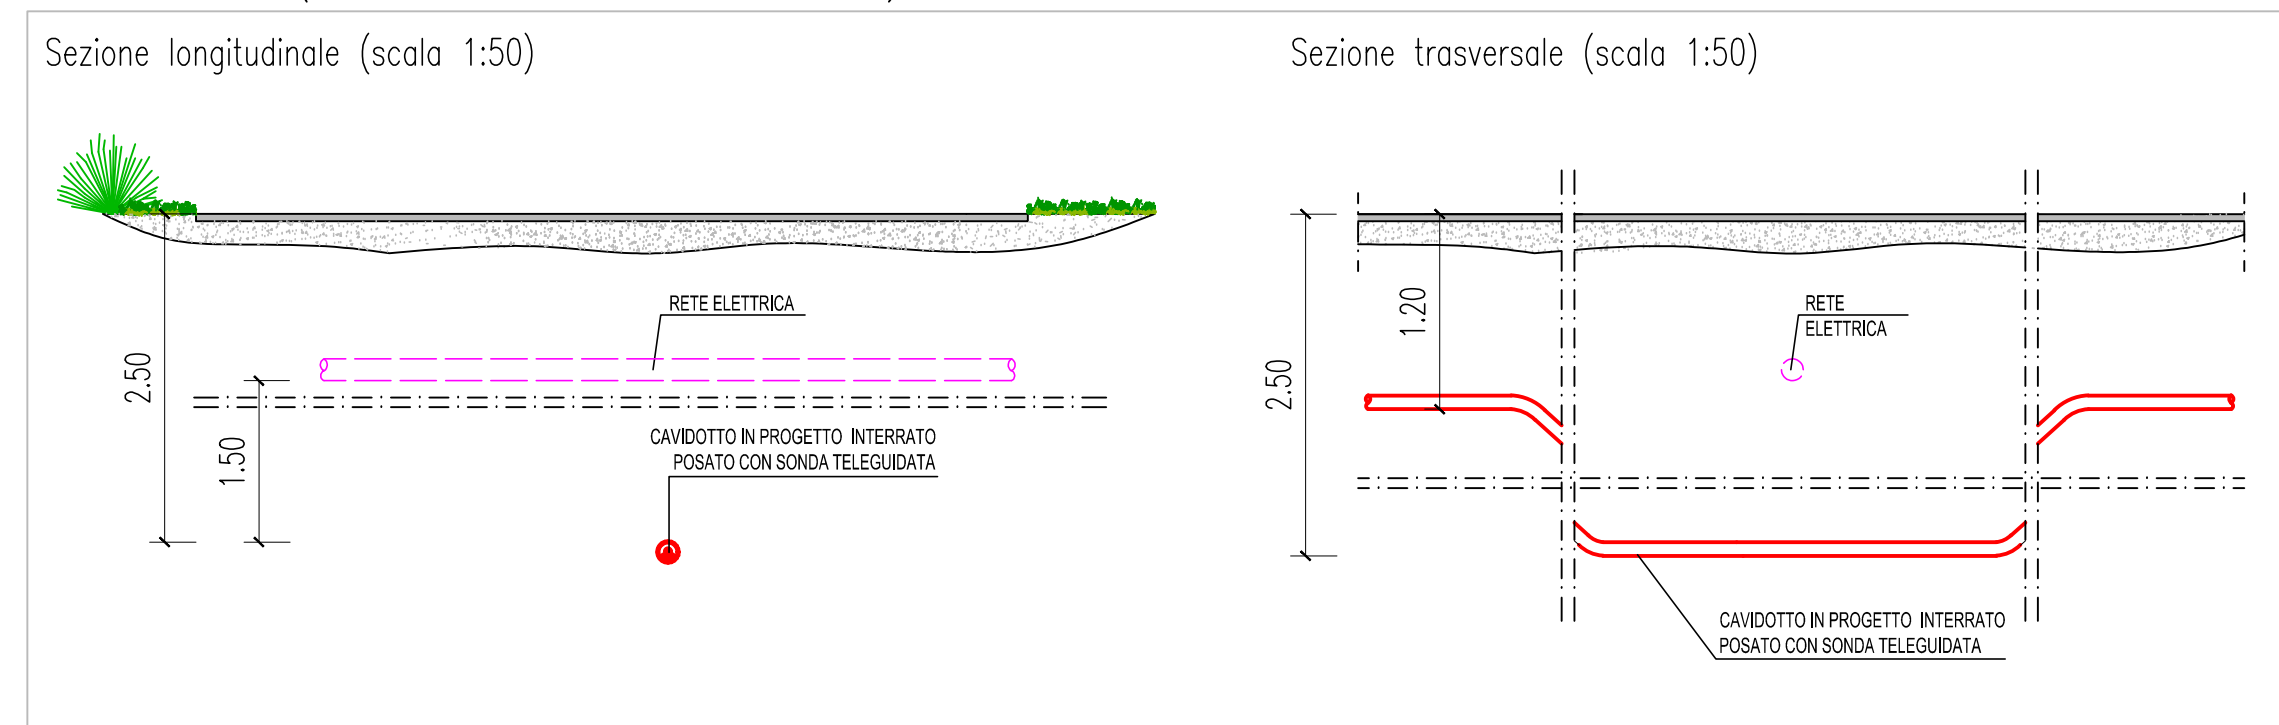 Sezione longitudinale (scala 1:50)
RETE ELETTRICA
2.50
1.50
CAVIDOTTO IN PROGETTO INTERRATO
POSATO CON SONDA TELEGUIDATA
Sezione trasversale (scala 1:50)
RETE
ELETTRICA
1.20
2.50
CAVIDOTTO IN PROGETTO INTERRATO
POSATO CON SONDA TELEGUIDATA